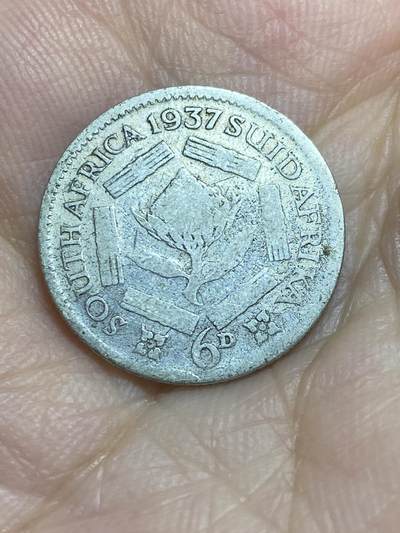 SOUTH AFRICA 1937 SUID AFRIKA
6D